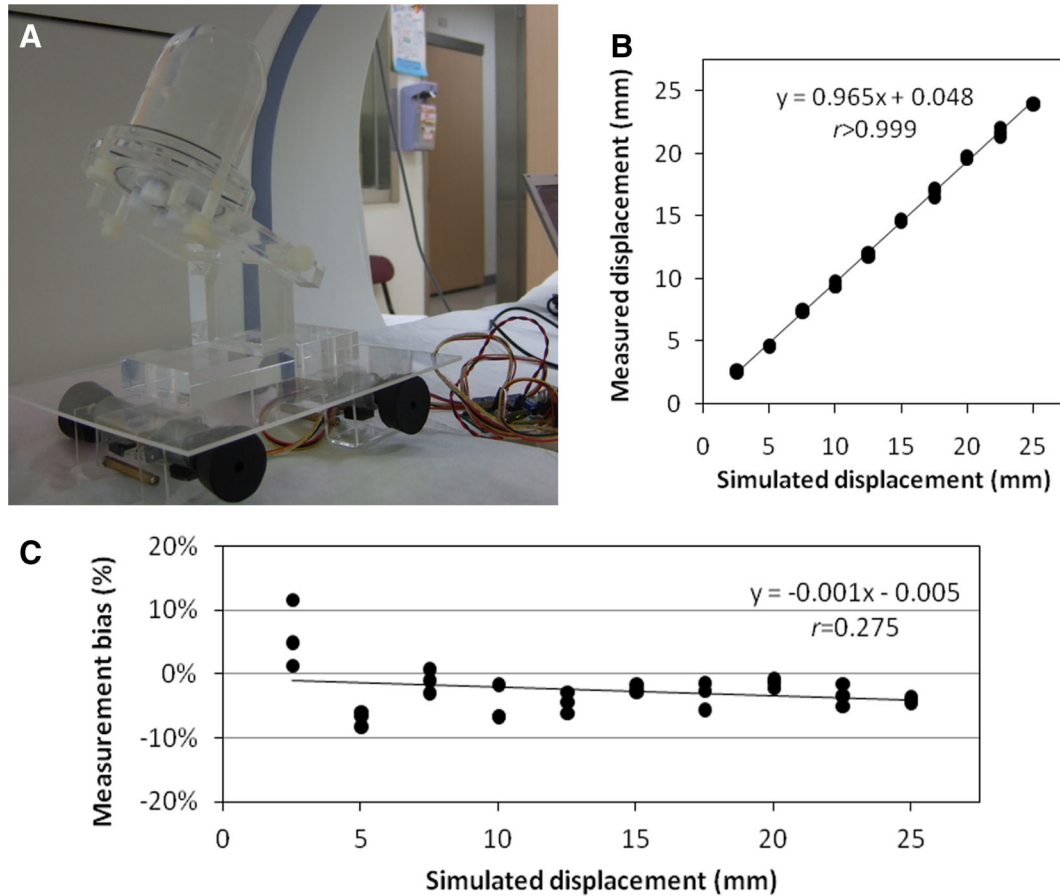 A
B
y = 0.965x + 0.048
r>0.999
Measured displacement (mm)
25
20
15
10
5
0
0 5 10 15 20 25
Simulated displacement (mm)
C
y = -0.001x - 0.005
r=0.275
Measurement bias (%)
20%
10%
0%
-10%
-20%
0 5 10 15 20 25
Simulated displacement (mm)